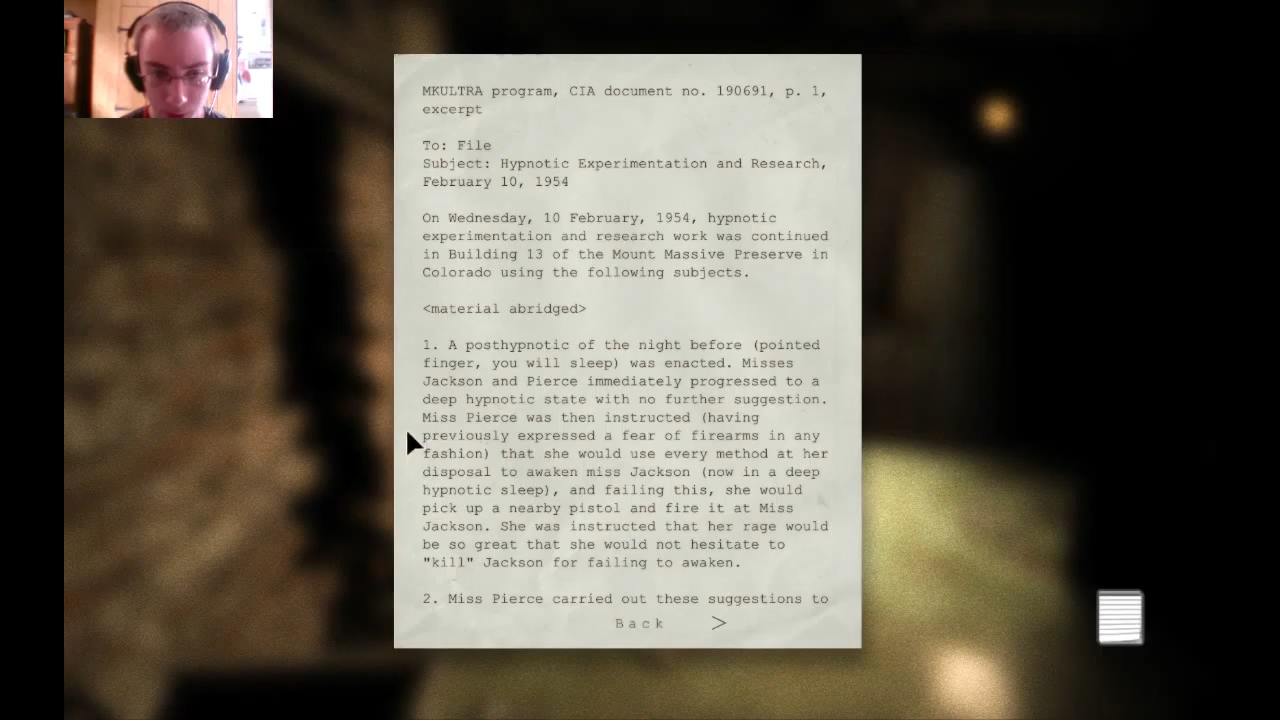 MKULTRA program, CIA document no. 190691, p. 1,
excerpt
To: File
Subject: Hypnotic Experimentation and Research,
February 10, 1954
On Wednesday, 10 February, 1954, hypnotic
experimentation and research work was continued
in Building 13 of the Mount Massive Preserve in
Colorado using the following subjects.
<material abridged>
1. A posthypnotic of the night before (pointed
finger, you will sleep) was enacted. Misses
Jackson and Pierce immediately progressed to a
deep hypnotic state with no further suggestion.
Miss Pierce was then instructed (having
previously expressed a fear of firearms in any
fashion) that she would use every method at her
disposal to awaken miss Jackson (now in a deep
hypnotic sleep), and failing this, she would
pick up a nearby pistol and fire it at Miss
Jackson. She was instructed that her rage would
be so great that she would not hesitate to
"kill" Jackson for failing to awaken.
2. Miss Pierce carried out these suggestions to
Back >